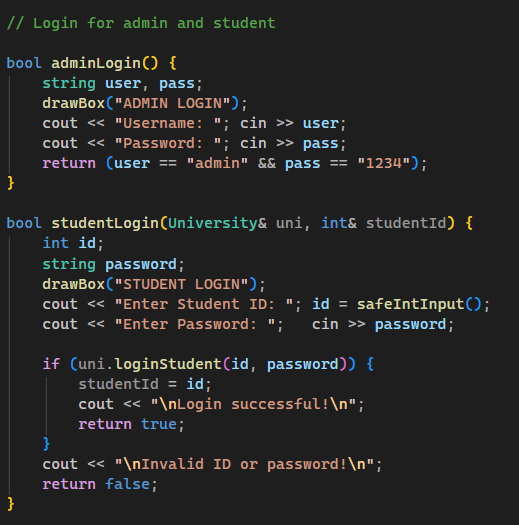 // Login for admin and student

bool adminLogin() {
    string user, pass;
    drawBox("ADMIN LOGIN");
    cout << "Username: "; cin >> user;
    cout << "Password: "; cin >> pass;
    return (user == "admin" && pass == "1234");
}

bool studentLogin(University& uni, int& studentId) {
    int id;
    string password;
    drawBox("STUDENT LOGIN");
    cout << "Enter Student ID: "; id = safeIntInput();
    cout << "Enter Password: ";   cin >> password;

    if (uni.loginStudent(id, password)) {
        studentId = id;
        cout << "\nLogin successful!\n";
        return true;
    }
    cout << "\nInvalid ID or password!\n";
    return false;
}